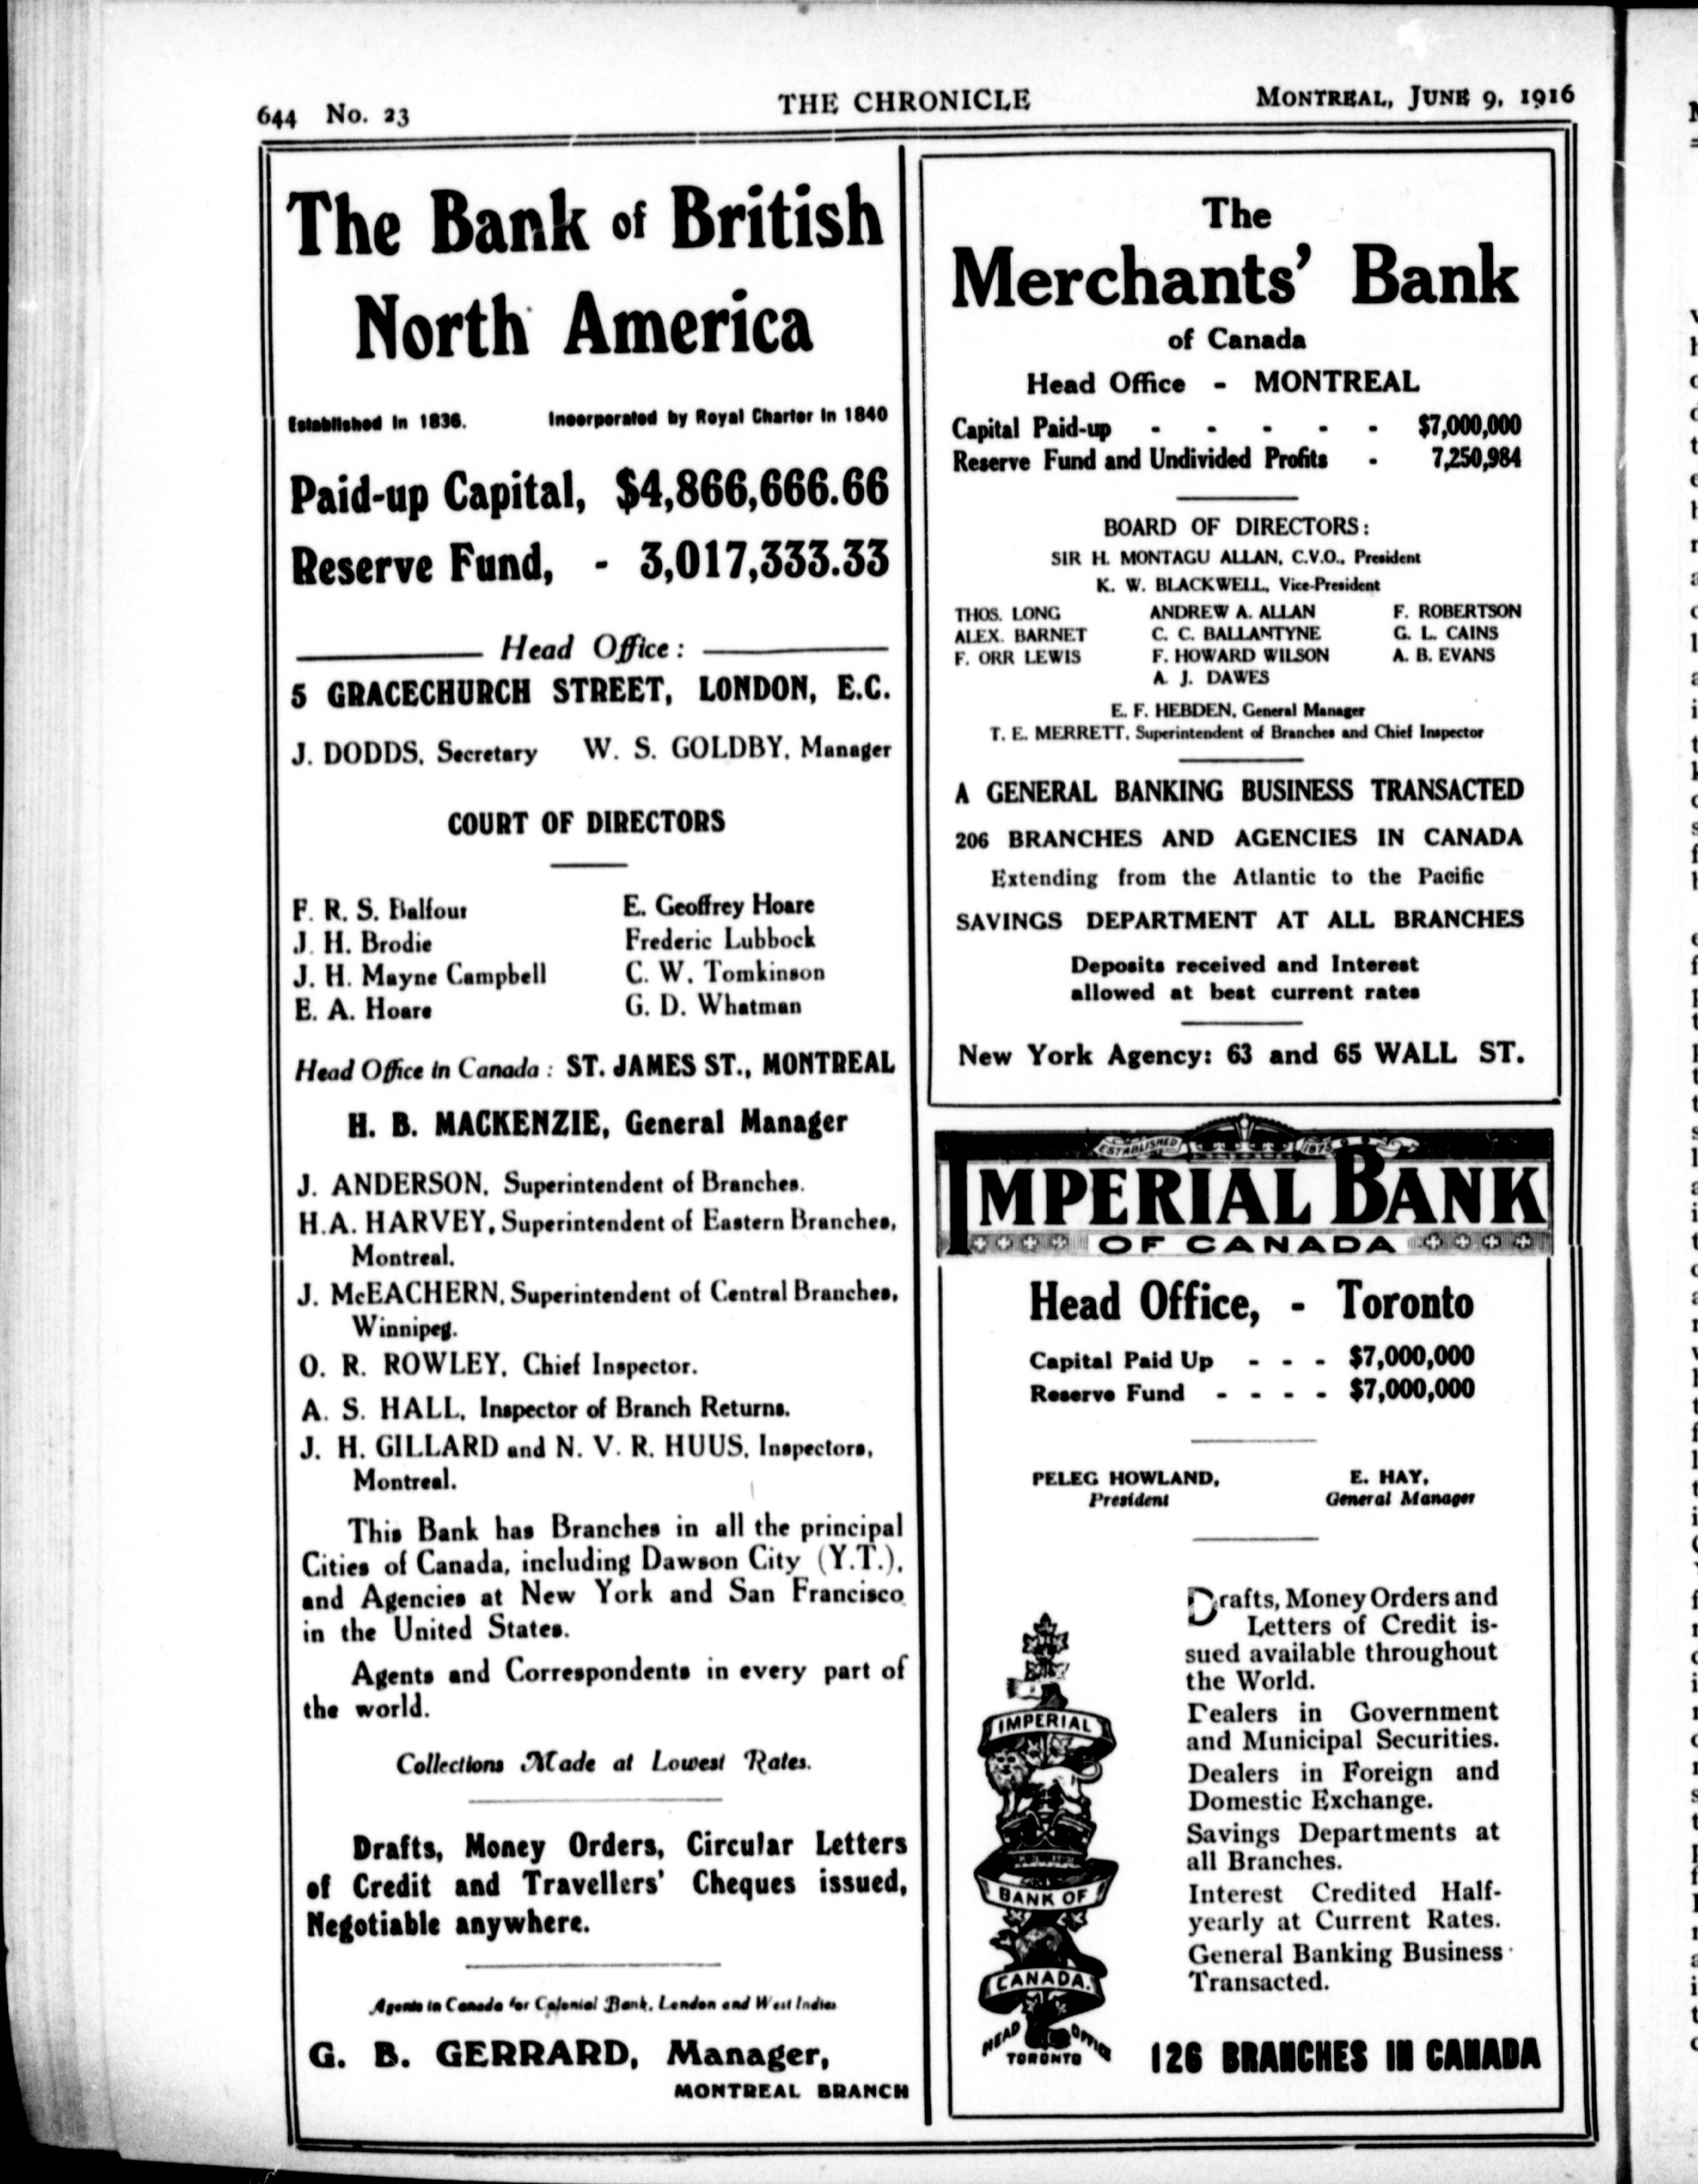 644 No. 23
THE CHRONICLE
MONTREAL, JUNE 9, 1916
The Bank of British
North America
Established in 1836. Incorporated by Royal Charter in 1840
Paid-up Capital, $4,866,666.66
Reserve Fund, - 3,017,333.33
Head Office:
5 GRACECHURCH STREET, LONDON, E.C.
J. DODDS, Secretary W. S. GOLDBY, Manager
COURT OF DIRECTORS
F. R. S. Balfour E. Geoffrey Hoare
J. H. Brodie Frederic Lubbock
J. H. Mayne Campbell C. W. Tomkinson
E. A. Hoare G. D. Whatman
Head Office in Canada: ST. JAMES ST., MONTREAL
H. B. MACKENZIE, General Manager
J. ANDERSON, Superintendent of Branches.
H.A. HARVEY, Superintendent of Eastern Branches,
Montreal.
J. McEACHERN, Superintendent of Central Branches,
Winnipeg.
O. R. ROWLEY, Chief Inspector.
A. S. HALL, Inspector of Branch Returns.
J. H. GILLARD and N. V. R. HUUS, Inspectors,
Montreal.
This Bank has Branches in all the principal
Cities of Canada, including Dawson City (Y.T.),
and Agencies at New York and San Francisco
in the United States.
Agents and Correspondents in every part of
the world.
Collections Made at Lowest Rates.
Drafts, Money Orders, Circular Letters
of Credit and Travellers' Cheques issued,
Negotiable anywhere.
Agents in Canada for Colonial Bank, London and West Indies
G. B. GERRARD, Manager,
MONTREAL BRANCH
The
Merchants' Bank
of Canada
Head Office - MONTREAL
Capital Paid-up - - - - - $7,000,000
Reserve Fund and Undivided Profits - 7,250,984
BOARD OF DIRECTORS:
SIR H. MONTAGU ALLAN, C.V.O., President
K. W. BLACKWELL, Vice-President
THOS. LONG ANDREW A. ALLAN F. ROBERTSON
ALEX. BARNET C. C. BALLANTYNE G. L. CAINS
F. ORR LEWIS F. HOWARD WILSON A. B. EVANS
A. J. DAWES
E. F. HEBDEN, General Manager
T. E. MERRETT, Superintendent of Branches and Chief Inspector
A GENERAL BANKING BUSINESS TRANSACTED
206 BRANCHES AND AGENCIES IN CANADA
Extending from the Atlantic to the Pacific
SAVINGS DEPARTMENT AT ALL BRANCHES
Deposits received and Interest
allowed at best current rates
New York Agency: 63 and 65 WALL ST.
ESTABLISHED 1875
IMPERIAL BANK
OF CANADA
Head Office, - Toronto
Capital Paid Up - - - $7,000,000
Reserve Fund - - - - $7,000,000
PELEG HOWLAND, E. HAY,
President General Manager
Drafts, Money Orders and
Letters of Credit is-
sued available throughout
the World.
Dealers in Government
and Municipal Securities.
Dealers in Foreign and
Domestic Exchange.
Savings Departments at
all Branches.
Interest Credited Half-
yearly at Current Rates.
General Banking Business
Transacted.
IMPERIAL
BANK OF
CANADA.
HEAD OFFICE
TORONTO
126 BRANCHES IN CANADA